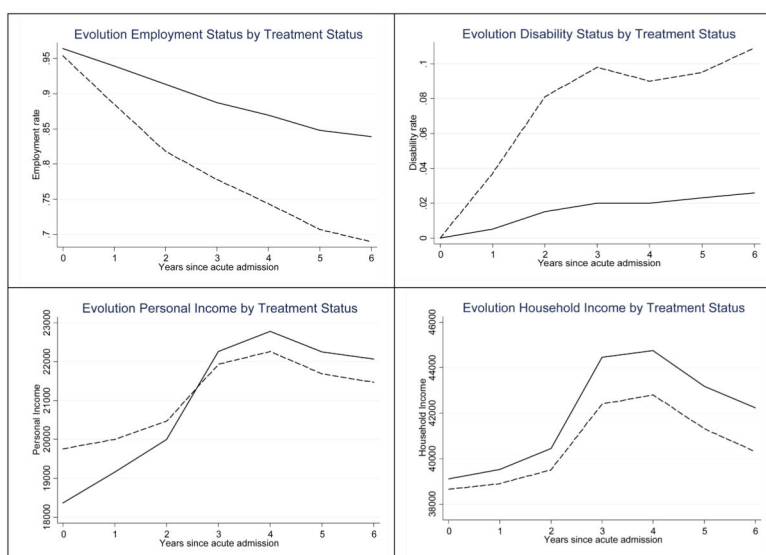 Evolution Employment Status by Treatment Status
Employment rate
.95
.9
.85
.8
.75
.7
0 1 2 3 4 5 6
Years since acute admission
Evolution Disability Status by Treatment Status
Disability rate
.1
.08
.06
.04
.02
0
0 1 2 3 4 5 6
Years since acute admission
Evolution Personal Income by Treatment Status
Personal Income
23000
22000
21000
20000
19000
18000
0 1 2 3 4 5 6
Years since acute admission
Evolution Household Income by Treatment Status
Household Income
46000
44000
42000
40000
38000
0 1 2 3 4 5 6
Years since acute admission